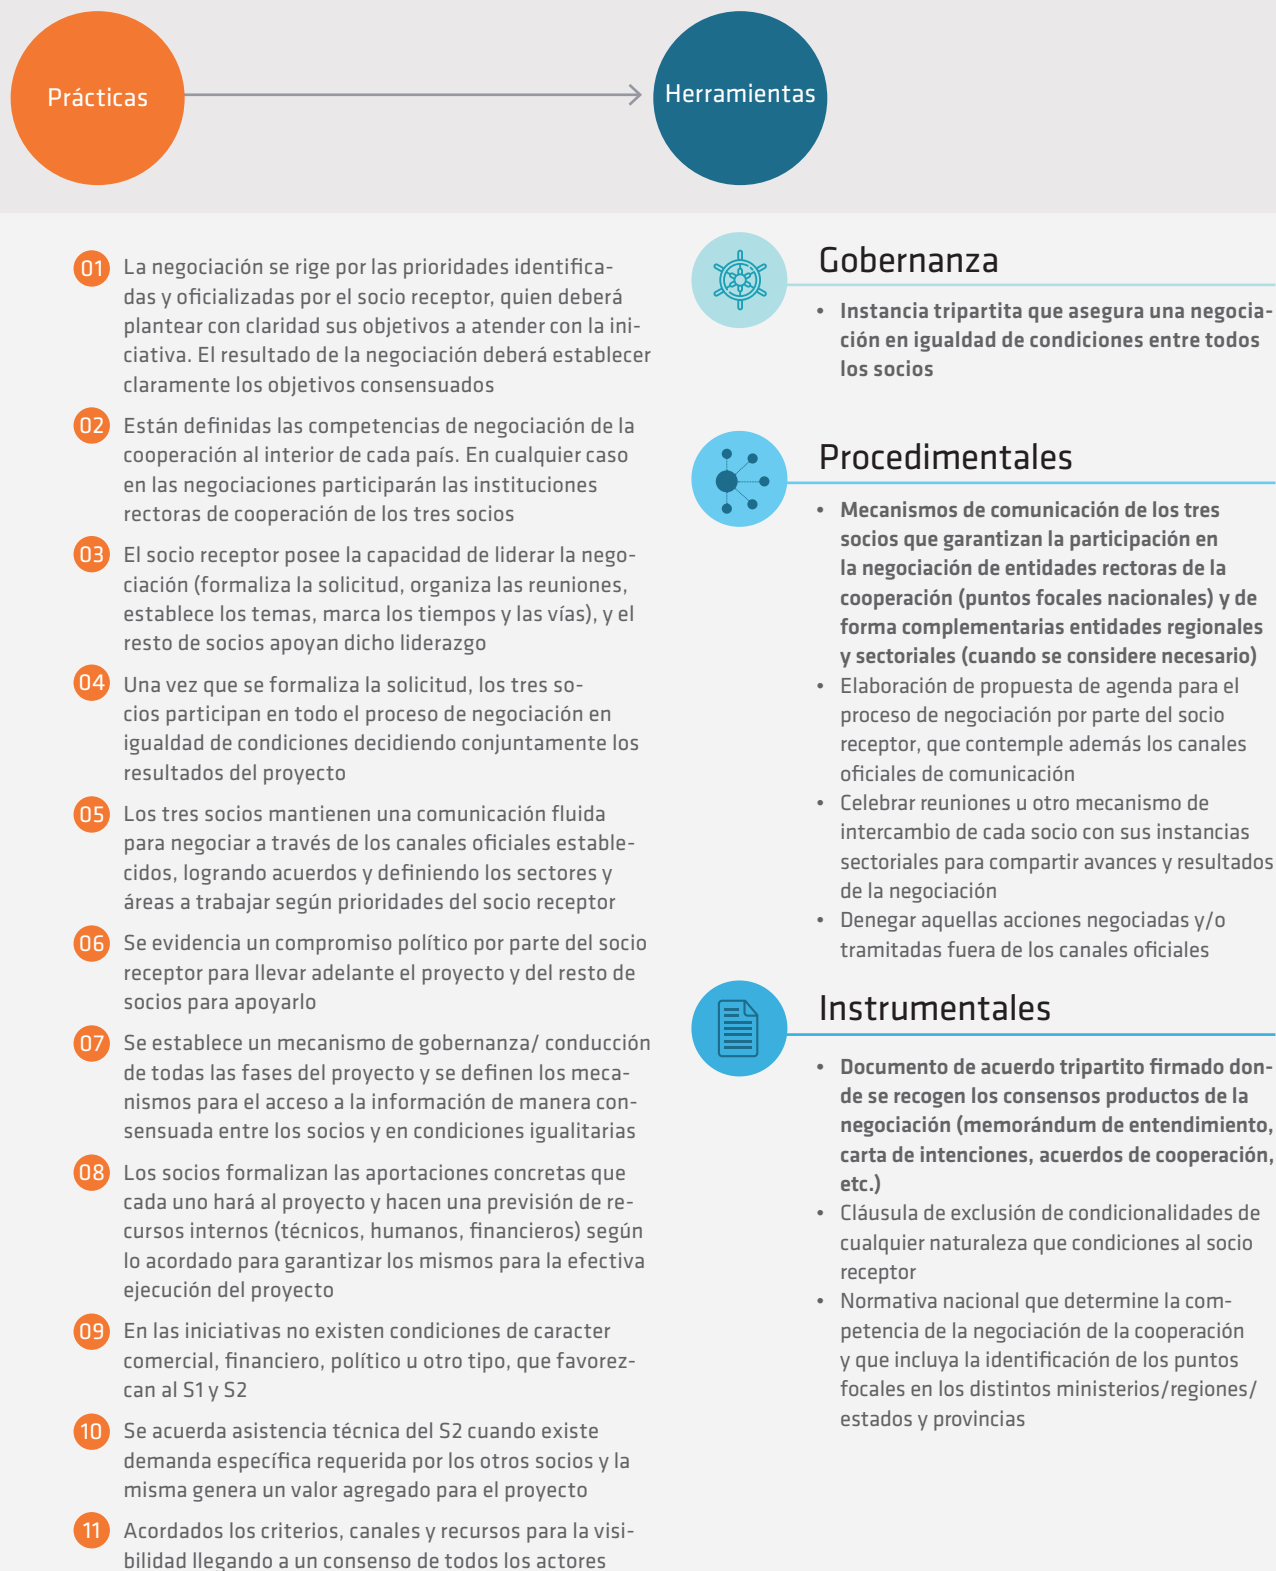 Prácticas
Herramientas
01
La negociación se rige por las prioridades identifica-
das y oficializadas por el socio receptor, quien deberá
plantear con claridad sus objetivos a atender con la ini-
ciativa. El resultado de la negociación deberá establecer
claramente los objetivos consensuados
02
Están definidas las competencias de negociación de la
cooperación al interior de cada país. En cualquier caso
en las negociaciones participarán las instituciones
rectoras de cooperación de los tres socios
03
El socio receptor posee la capacidad de liderar la nego-
ciación (formaliza la solicitud, organiza las reuniones,
establece los temas, marca los tiempos y las vías), y el
resto de socios apoyan dicho liderazgo
04
Una vez que se formaliza la solicitud, los tres so-
cios participan en todo el proceso de negociación en
igualdad de condiciones decidiendo conjuntamente los
resultados del proyecto
05
Los tres socios mantienen una comunicación fluida
para negociar a través de los canales oficiales estable-
cidos, logrando acuerdos y definiendo los sectores y
áreas a trabajar según prioridades del socio receptor
06
Se evidencia un compromiso político por parte del socio
receptor para llevar adelante el proyecto y del resto de
socios para apoyarlo
07
Se establece un mecanismo de gobernanza/ conducción
de todas las fases del proyecto y se definen los meca-
nismos para el acceso a la información de manera con-
sensuada entre los socios y en condiciones igualitarias
08
Los socios formalizan las aportaciones concretas que
cada uno hará al proyecto y hacen una previsión de re-
cursos internos (técnicos, humanos, financieros) según
lo acordado para garantizar los mismos para la efectiva
ejecución del proyecto
09
En las iniciativas no existen condiciones de caracter
comercial, financiero, político u otro tipo, que favorez-
can al S1 y S2
10
Se acuerda asistencia técnica del S2 cuando existe
demanda específica requerida por los otros socios y la
misma genera un valor agregado para el proyecto
11
Acordados los criterios, canales y recursos para la visi-
bilidad llegando a un consenso de todos los actores
Gobernanza
• Instancia tripartita que asegura una negocia-
ción en igualdad de condiciones entre todos
los socios
Procedimentales
• Mecanismos de comunicación de los tres
socios que garantizan la participación en
la negociación de entidades rectoras de la
cooperación (puntos focales nacionales) y de
forma complementarias entidades regionales
y sectoriales (cuando se considere necesario)
• Elaboración de propuesta de agenda para el
proceso de negociación por parte del socio
receptor, que contemple además los canales
oficiales de comunicación
• Celebrar reuniones u otro mecanismo de
intercambio de cada socio con sus instancias
sectoriales para compartir avances y resultados
de la negociación
• Denegar aquellas acciones negociadas y/o
tramitadas fuera de los canales oficiales
Instrumentales
• Documento de acuerdo tripartito firmado don-
de se recogen los consensos productos de la
negociación (memorándum de entendimiento,
carta de intenciones, acuerdos de cooperación,
etc.)
• Cláusula de exclusión de condicionalidades de
cualquier naturaleza que condiciones al socio
receptor
• Normativa nacional que determine la com-
petencia de la negociación de la cooperación
y que incluya la identificación de los puntos
focales en los distintos ministerios/regiones/
estados y provincias